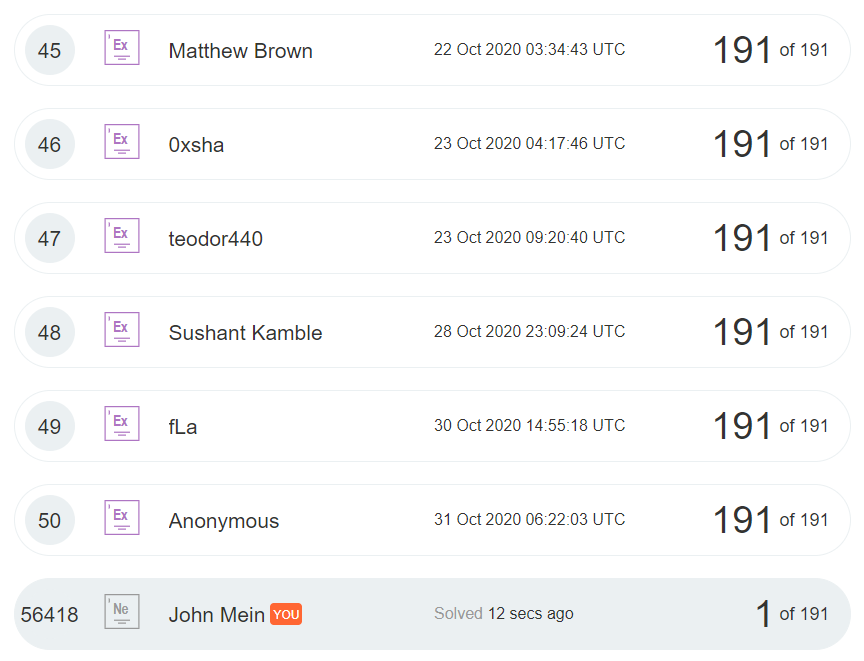 45 Ex Matthew Brown 22 Oct 2020 03:34:43 UTC 191 of 191
46 Ex 0xsha 23 Oct 2020 04:17:46 UTC 191 of 191
47 Ex teodor440 23 Oct 2020 09:20:40 UTC 191 of 191
48 Ex Sushant Kamble 28 Oct 2020 23:09:24 UTC 191 of 191
49 Ex fLa 30 Oct 2020 14:55:18 UTC 191 of 191
50 Ex Anonymous 31 Oct 2020 06:22:03 UTC 191 of 191
56418 Ne John Mein YOU Solved 12 secs ago 1 of 191